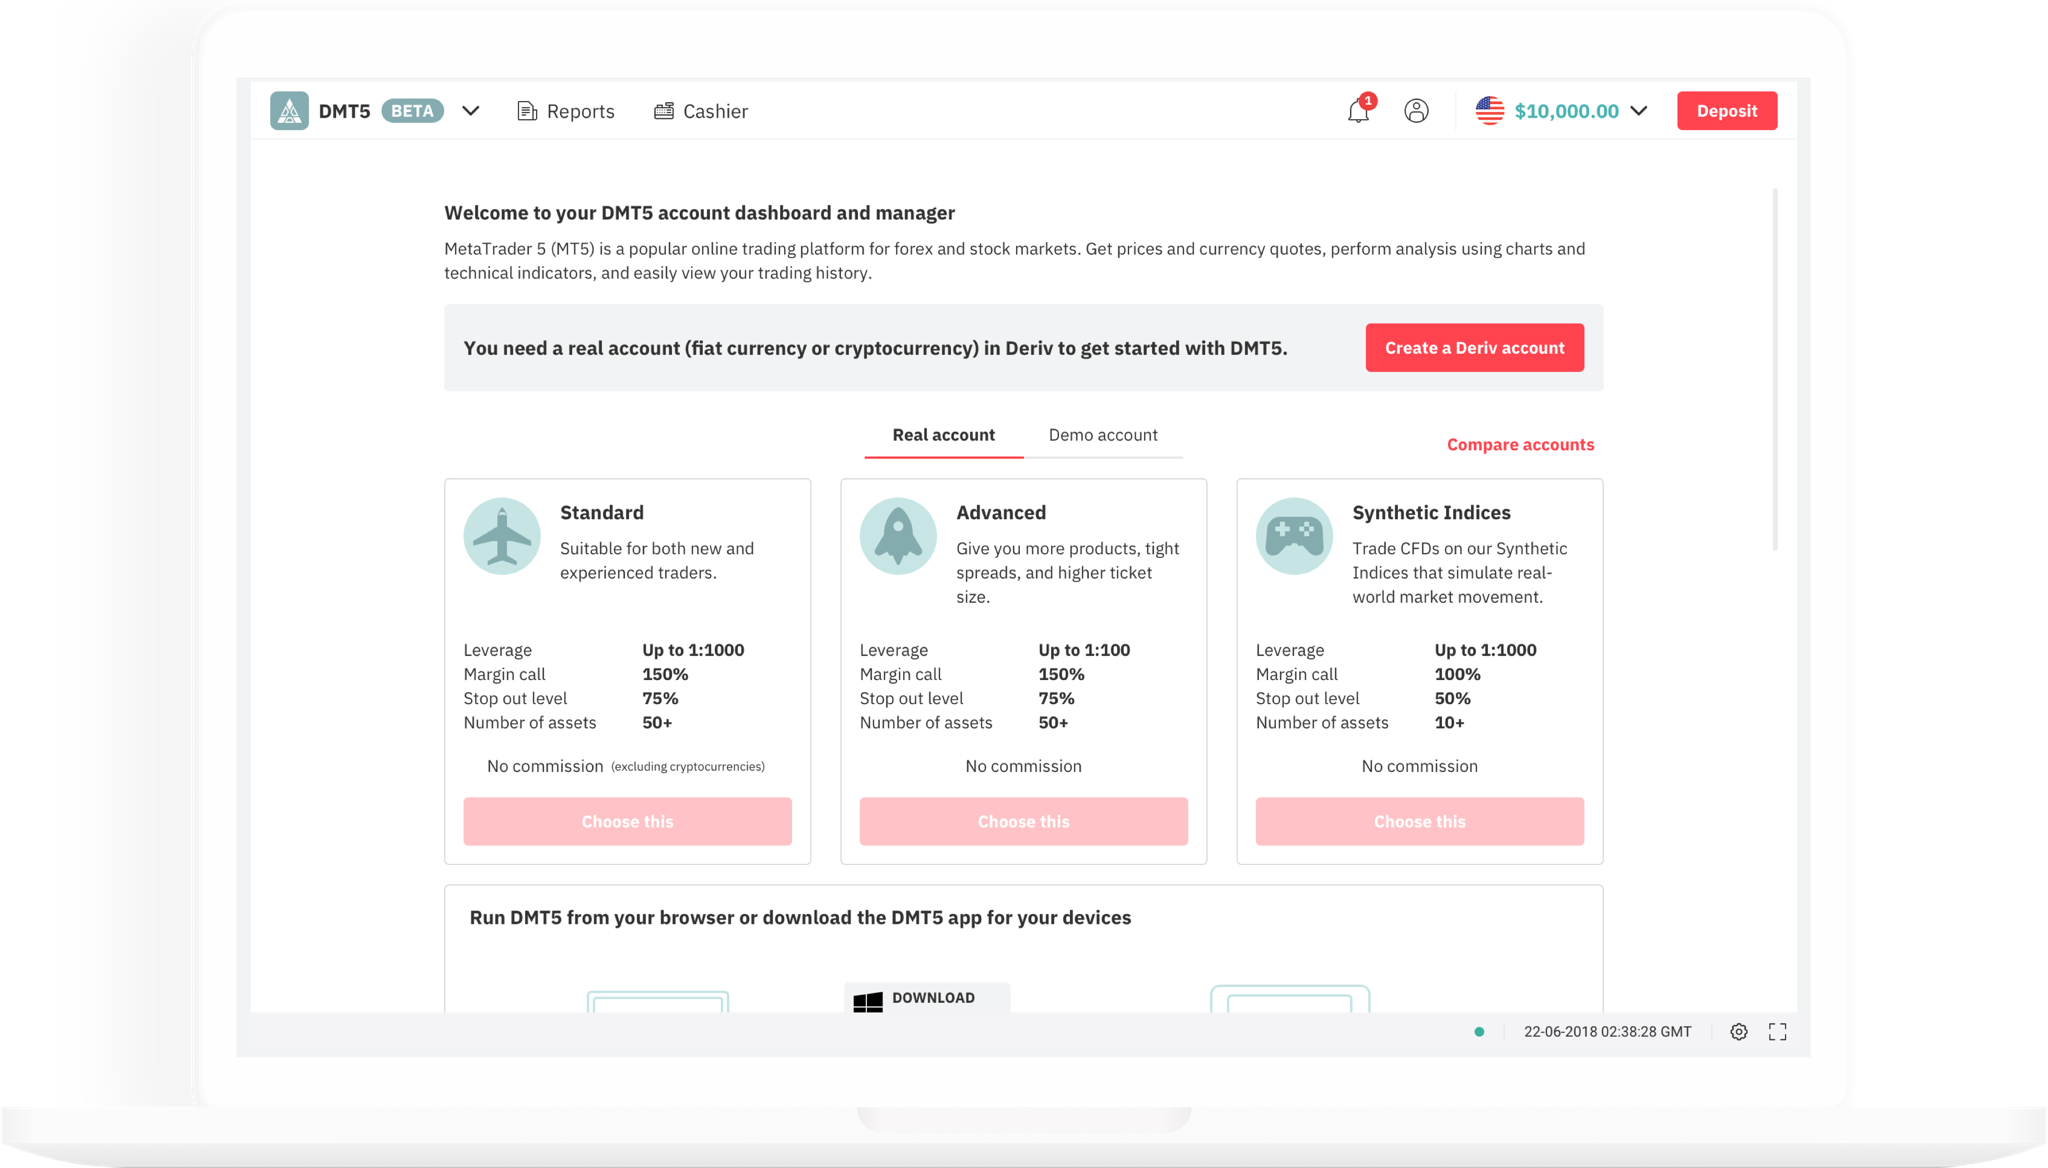 DMT5 BETA Reports Cashier 1 $10,000.00 Deposit
Welcome to your DMT5 account dashboard and manager
MetaTrader 5 (MT5) is a popular online trading platform for forex and stock markets. Get prices and currency quotes, perform analysis using charts and
technical indicators, and easily view your trading history.
You need a real account (fiat currency or cryptocurrency) in Deriv to get started with DMT5.
Create a Deriv account
Real account Demo account
Compare accounts
Standard
Suitable for both new and
experienced traders.
Leverage Up to 1:1000
Margin call 150%
Stop out level 75%
Number of assets 50+
No commission (excluding cryptocurrencies)
Choose this
Advanced
Give you more products, tight
spreads, and higher ticket
size.
Leverage Up to 1:100
Margin call 150%
Stop out level 75%
Number of assets 50+
No commission
Choose this
Synthetic Indices
Trade CFDs on our Synthetic
Indices that simulate real-
world market movement.
Leverage Up to 1:1000
Margin call 100%
Stop out level 50%
Number of assets 10+
No commission
Choose this
Run DMT5 from your browser or download the DMT5 app for your devices
DOWNLOAD
22-06-2018 02:38:28 GMT